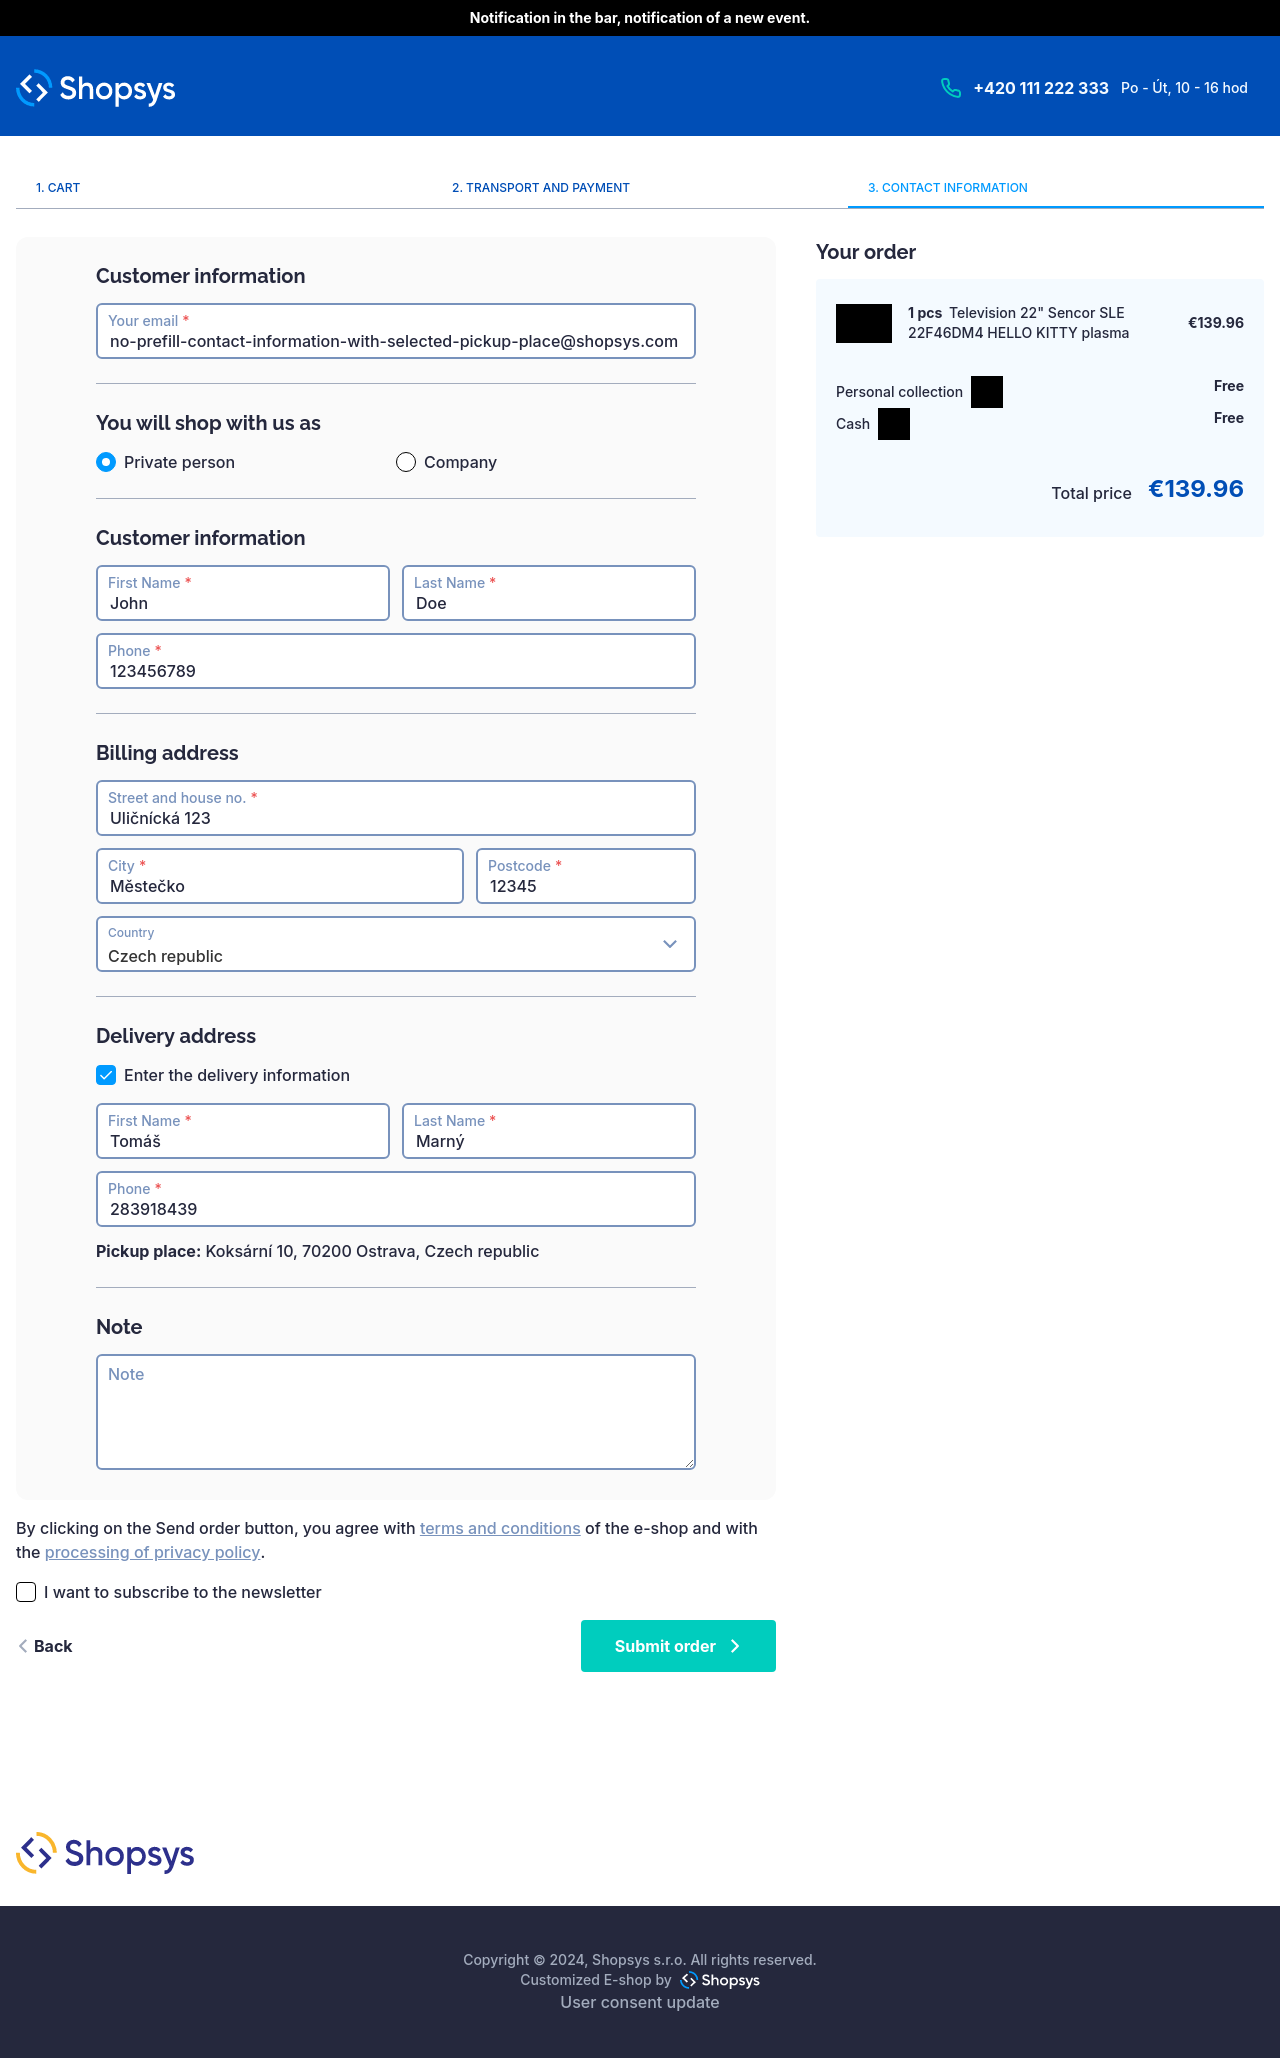 Notification in the bar, notification of a new event.
Shopsys
+420 111 222 333 Po - Út, 10 - 16 hod
1. CART
2. TRANSPORT AND PAYMENT
3. CONTACT INFORMATION
Customer information
Your email *
no-prefill-contact-information-with-selected-pickup-place@shopsys.com
You will shop with us as
Private person
Company
Customer information
First Name *
John
Last Name *
Doe
Phone *
123456789
Billing address
Street and house no. *
Uličnícká 123
City *
Městečko
Postcode *
12345
Country
Czech republic
Delivery address
Enter the delivery information
First Name *
Tomáš
Last Name *
Marný
Phone *
283918439
Pickup place: Koksární 10, 70200 Ostrava, Czech republic
Note
Note
By clicking on the Send order button, you agree with terms and conditions of the e-shop and with
the processing of privacy policy.
I want to subscribe to the newsletter
Back
Submit order
Your order
1 pcs Television 22" Sencor SLE
22F46DM4 HELLO KITTY plasma
€139.96
Personal collection
Free
Cash
Free
Total price €139.96
Shopsys
Copyright © 2024, Shopsys s.r.o. All rights reserved.
Customized E-shop by Shopsys
User consent update